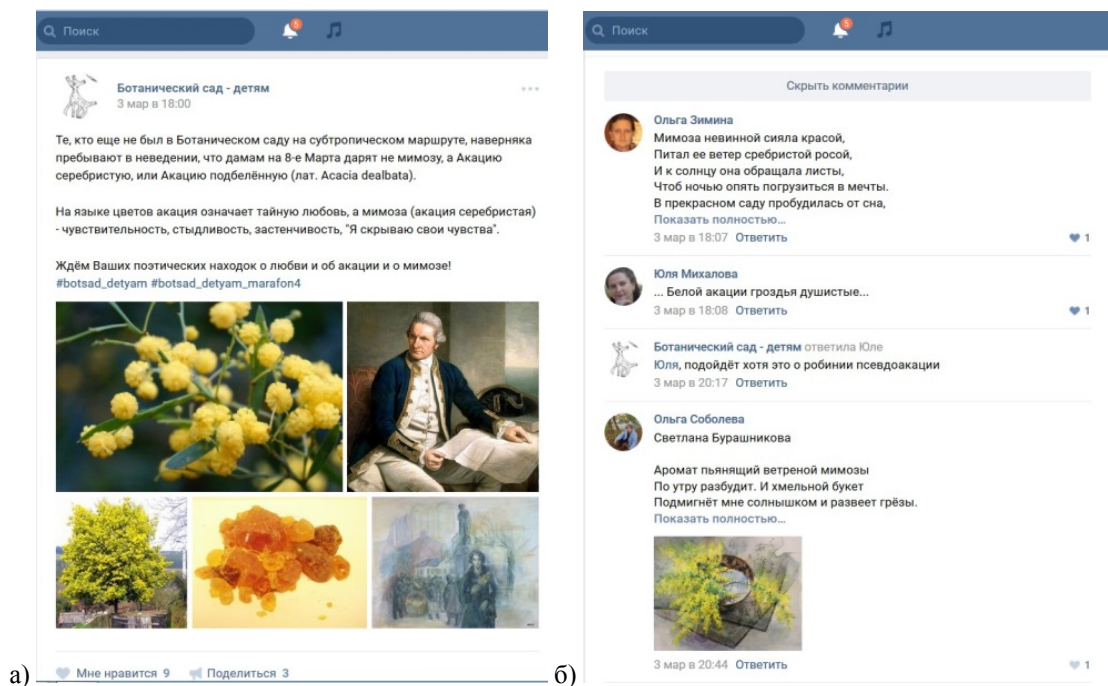 Поиск
5
Ботанический сад - детям
3 мар в 18:00
Те, кто еще не был в Ботаническом саду на субтропическом маршруте, наверняка
пребывают в неведении, что дамам на 8-е Марта дарят не мимозу, а Акацию
серебристую, или Акацию подбелённую (лат. Acacia dealbata).
На языке цветов акация означает тайную любовь, а мимоза (акация серебристая)
- чувствительность, стыдливость, застенчивость, "Я скрываю свои чувства".
Ждём Ваших поэтических находок о любви и об акации и о мимозе!
#botsad_detyam #botsad_detyam_marafon4
Мне нравится 9 Поделиться 3
а)
Поиск
5
Скрыть комментарии
Ольга Зимина
Мимоза невинной сияла красой,
Питал ее ветер сребристой росой,
И к солнцу она обращала листы,
Чтоб ночью опять погрузиться в мечты.
В прекрасном саду пробудилась от сна,
Показать полностью...
3 мар в 18:07 Ответить 1
Юля Михалова
... Белой акации гроздья душистые...
3 мар в 18:08 Ответить 1
Ботанический сад - детям ответила Юле
Юля, подойдёт хотя это о робинии псевдоакации
3 мар в 20:17 Ответить
Ольга Соболева
Светлана Бурашникова
Аромат пьянящий ветреной мимозы
По утру разбудит. И хмельной букет
Подмигнёт мне солнышком и развеет грёзы.
Показать полностью...
3 мар в 20:44 Ответить 1
б)